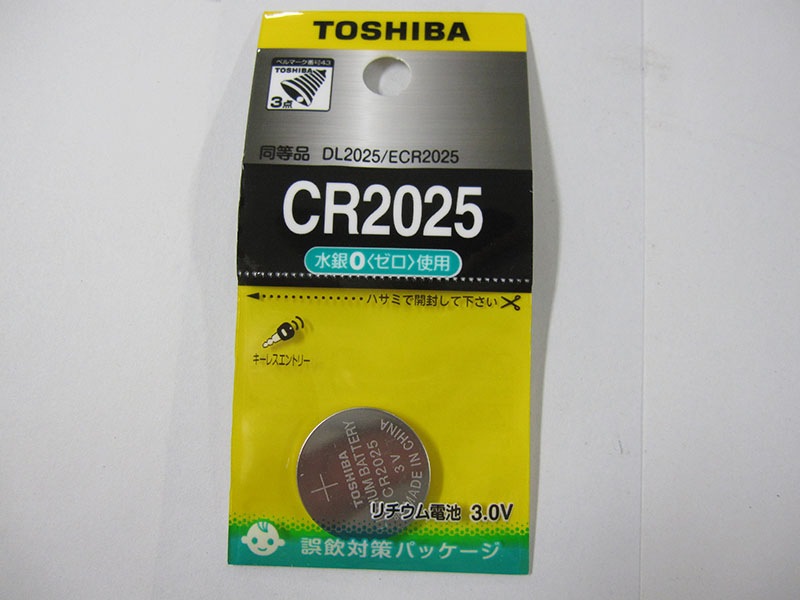 TOSHIBA
ベルマーク番号43
TOSHIBA
3点
同等品 DL2025/ECR2025
CR2025
水銀0〈ゼロ〉使用
ハサミで開封して下さい
キーレスエントリー
TOSHIBA
UM BATTERY
CR2025
3V
MADE IN CHINA
リチウム電池 3.0V
誤飲対策パッケージ